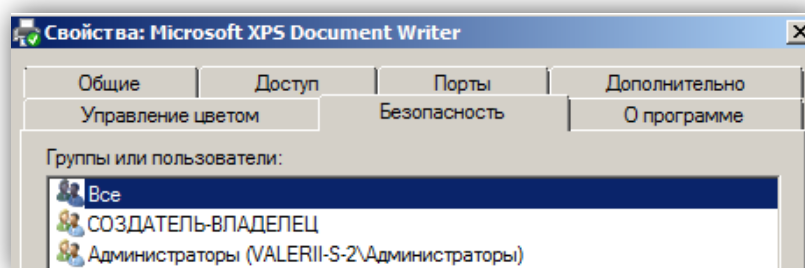 Свойства: Microsoft XPS Document Writer
Общие Доступ Порты Дополнительно
Управление цветом Безопасность О программе
Группы или пользователи:
Все
СОЗДАТЕЛЬ-ВЛАДЕЛЕЦ
Администраторы (VALERII-S-2\Администраторы)